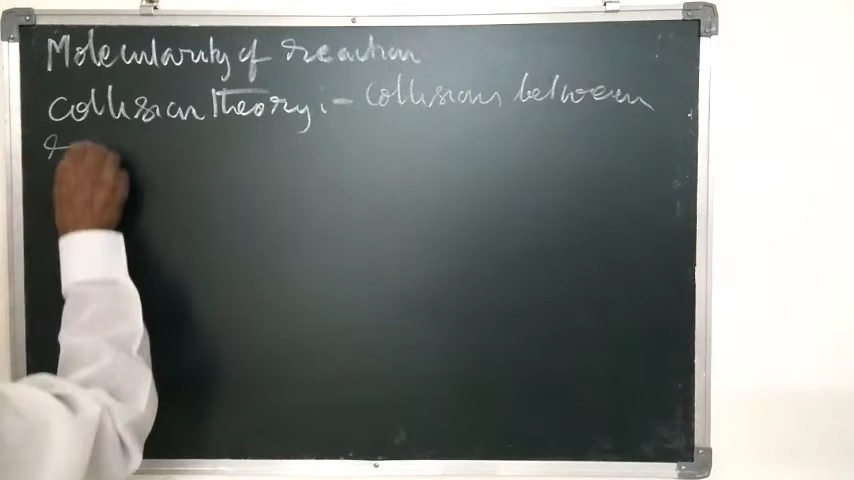 Molecularity of reaction
Collision Theory :- Collisions between